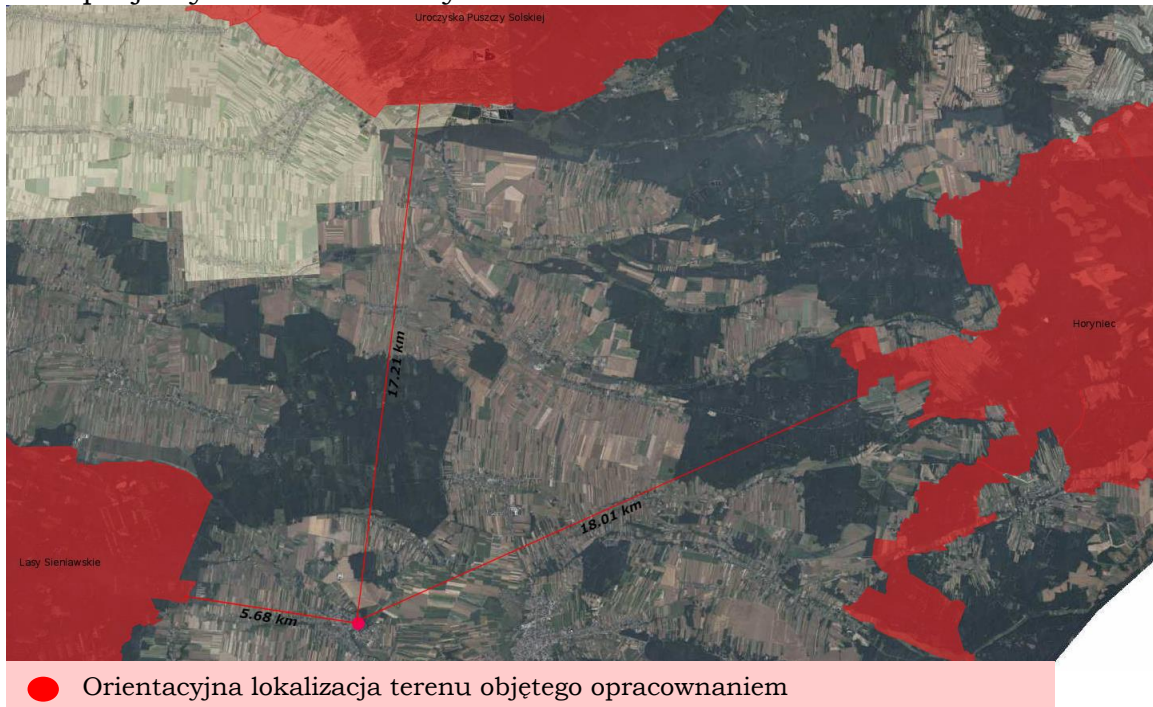 Uroczyska Puszczy Solskiej
Horyniec
17.21 km
18.01 km
Lasy Sieniawskie
5.68 km
Orientacyjna lokalizacja terenu objętego opracownaniem